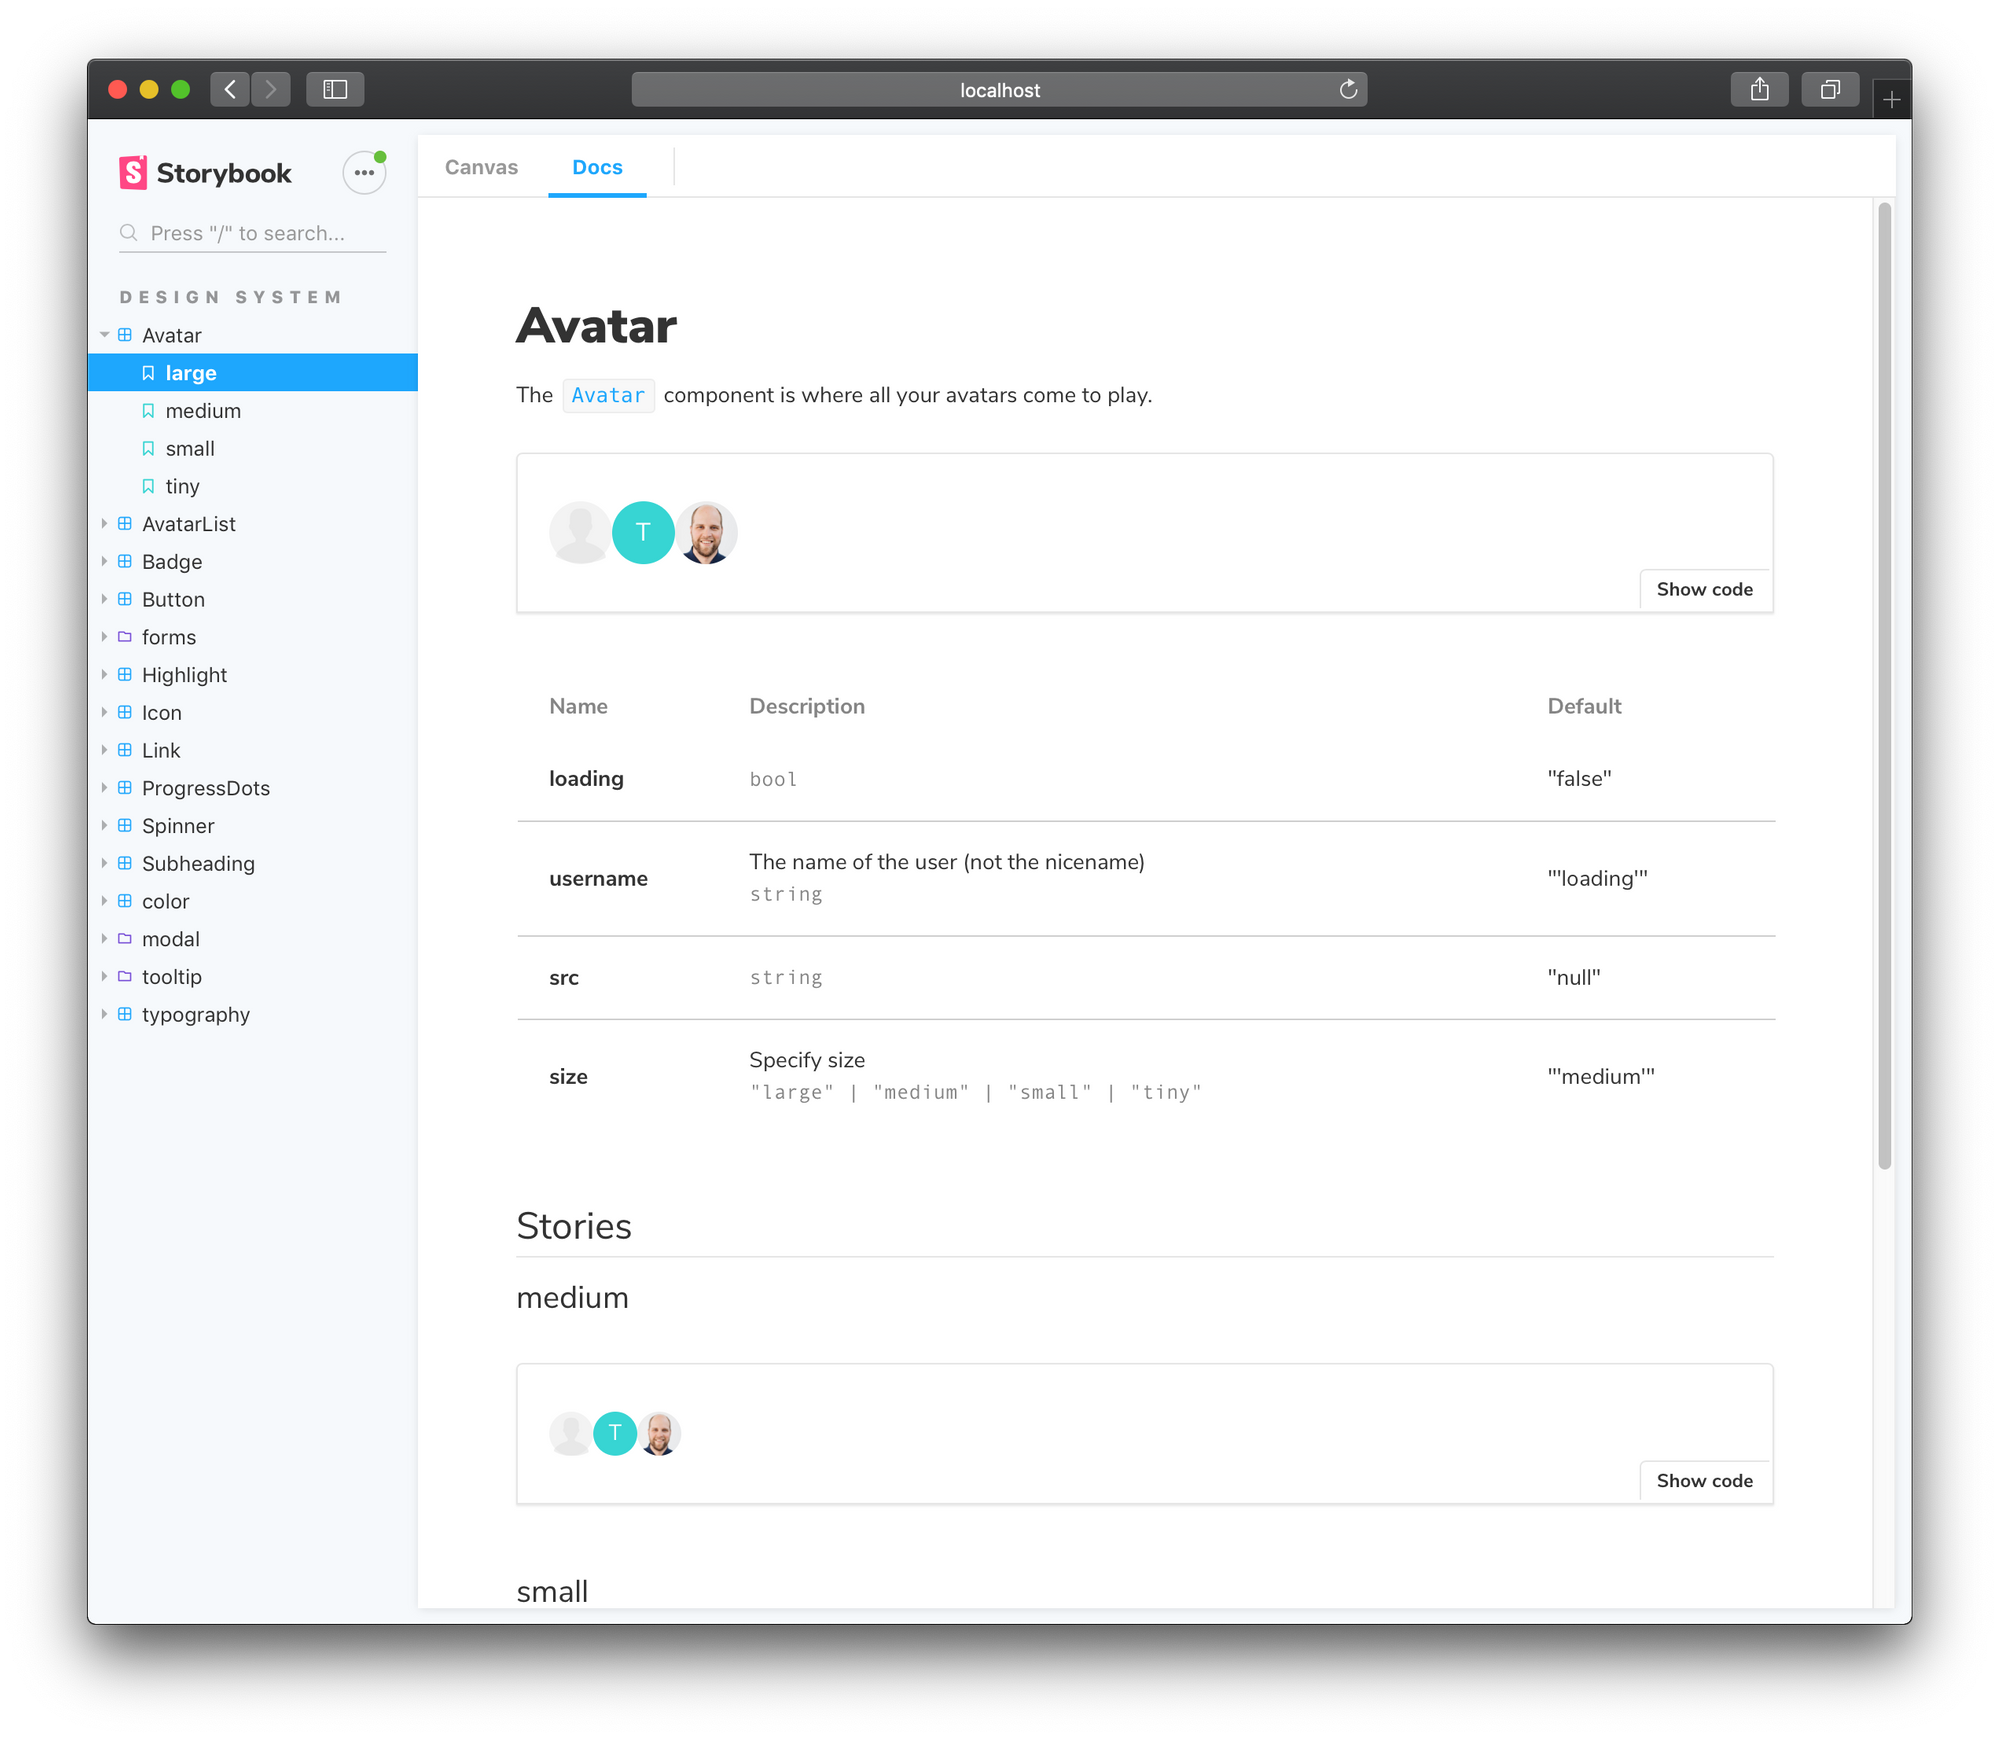 localhost
Storybook
Press "/" to search...
DESIGN SYSTEM
Avatar
large
medium
small
tiny
AvatarList
Badge
Button
forms
Highlight
Icon
Link
ProgressDots
Spinner
Subheading
color
modal
tooltip
typography
Canvas
Docs
Avatar
The Avatar component is where all your avatars come to play.
T
Show code
Name Description Default
loading bool "false"
The name of the user (not the nicename)
username string "'loading'"
src string "null"
Specify size
size "large" | "medium" | "small" | "tiny" "'medium'"
Stories
medium
T
Show code
small